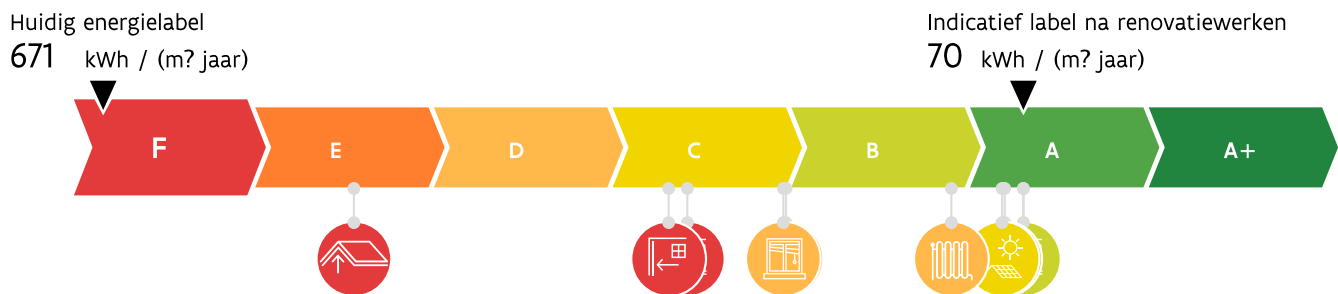 Huidig energielabel
671 kWh / (m? jaar)
Indicatief label na renovatiewerken
70 kWh / (m? jaar)
F E D C B A A+